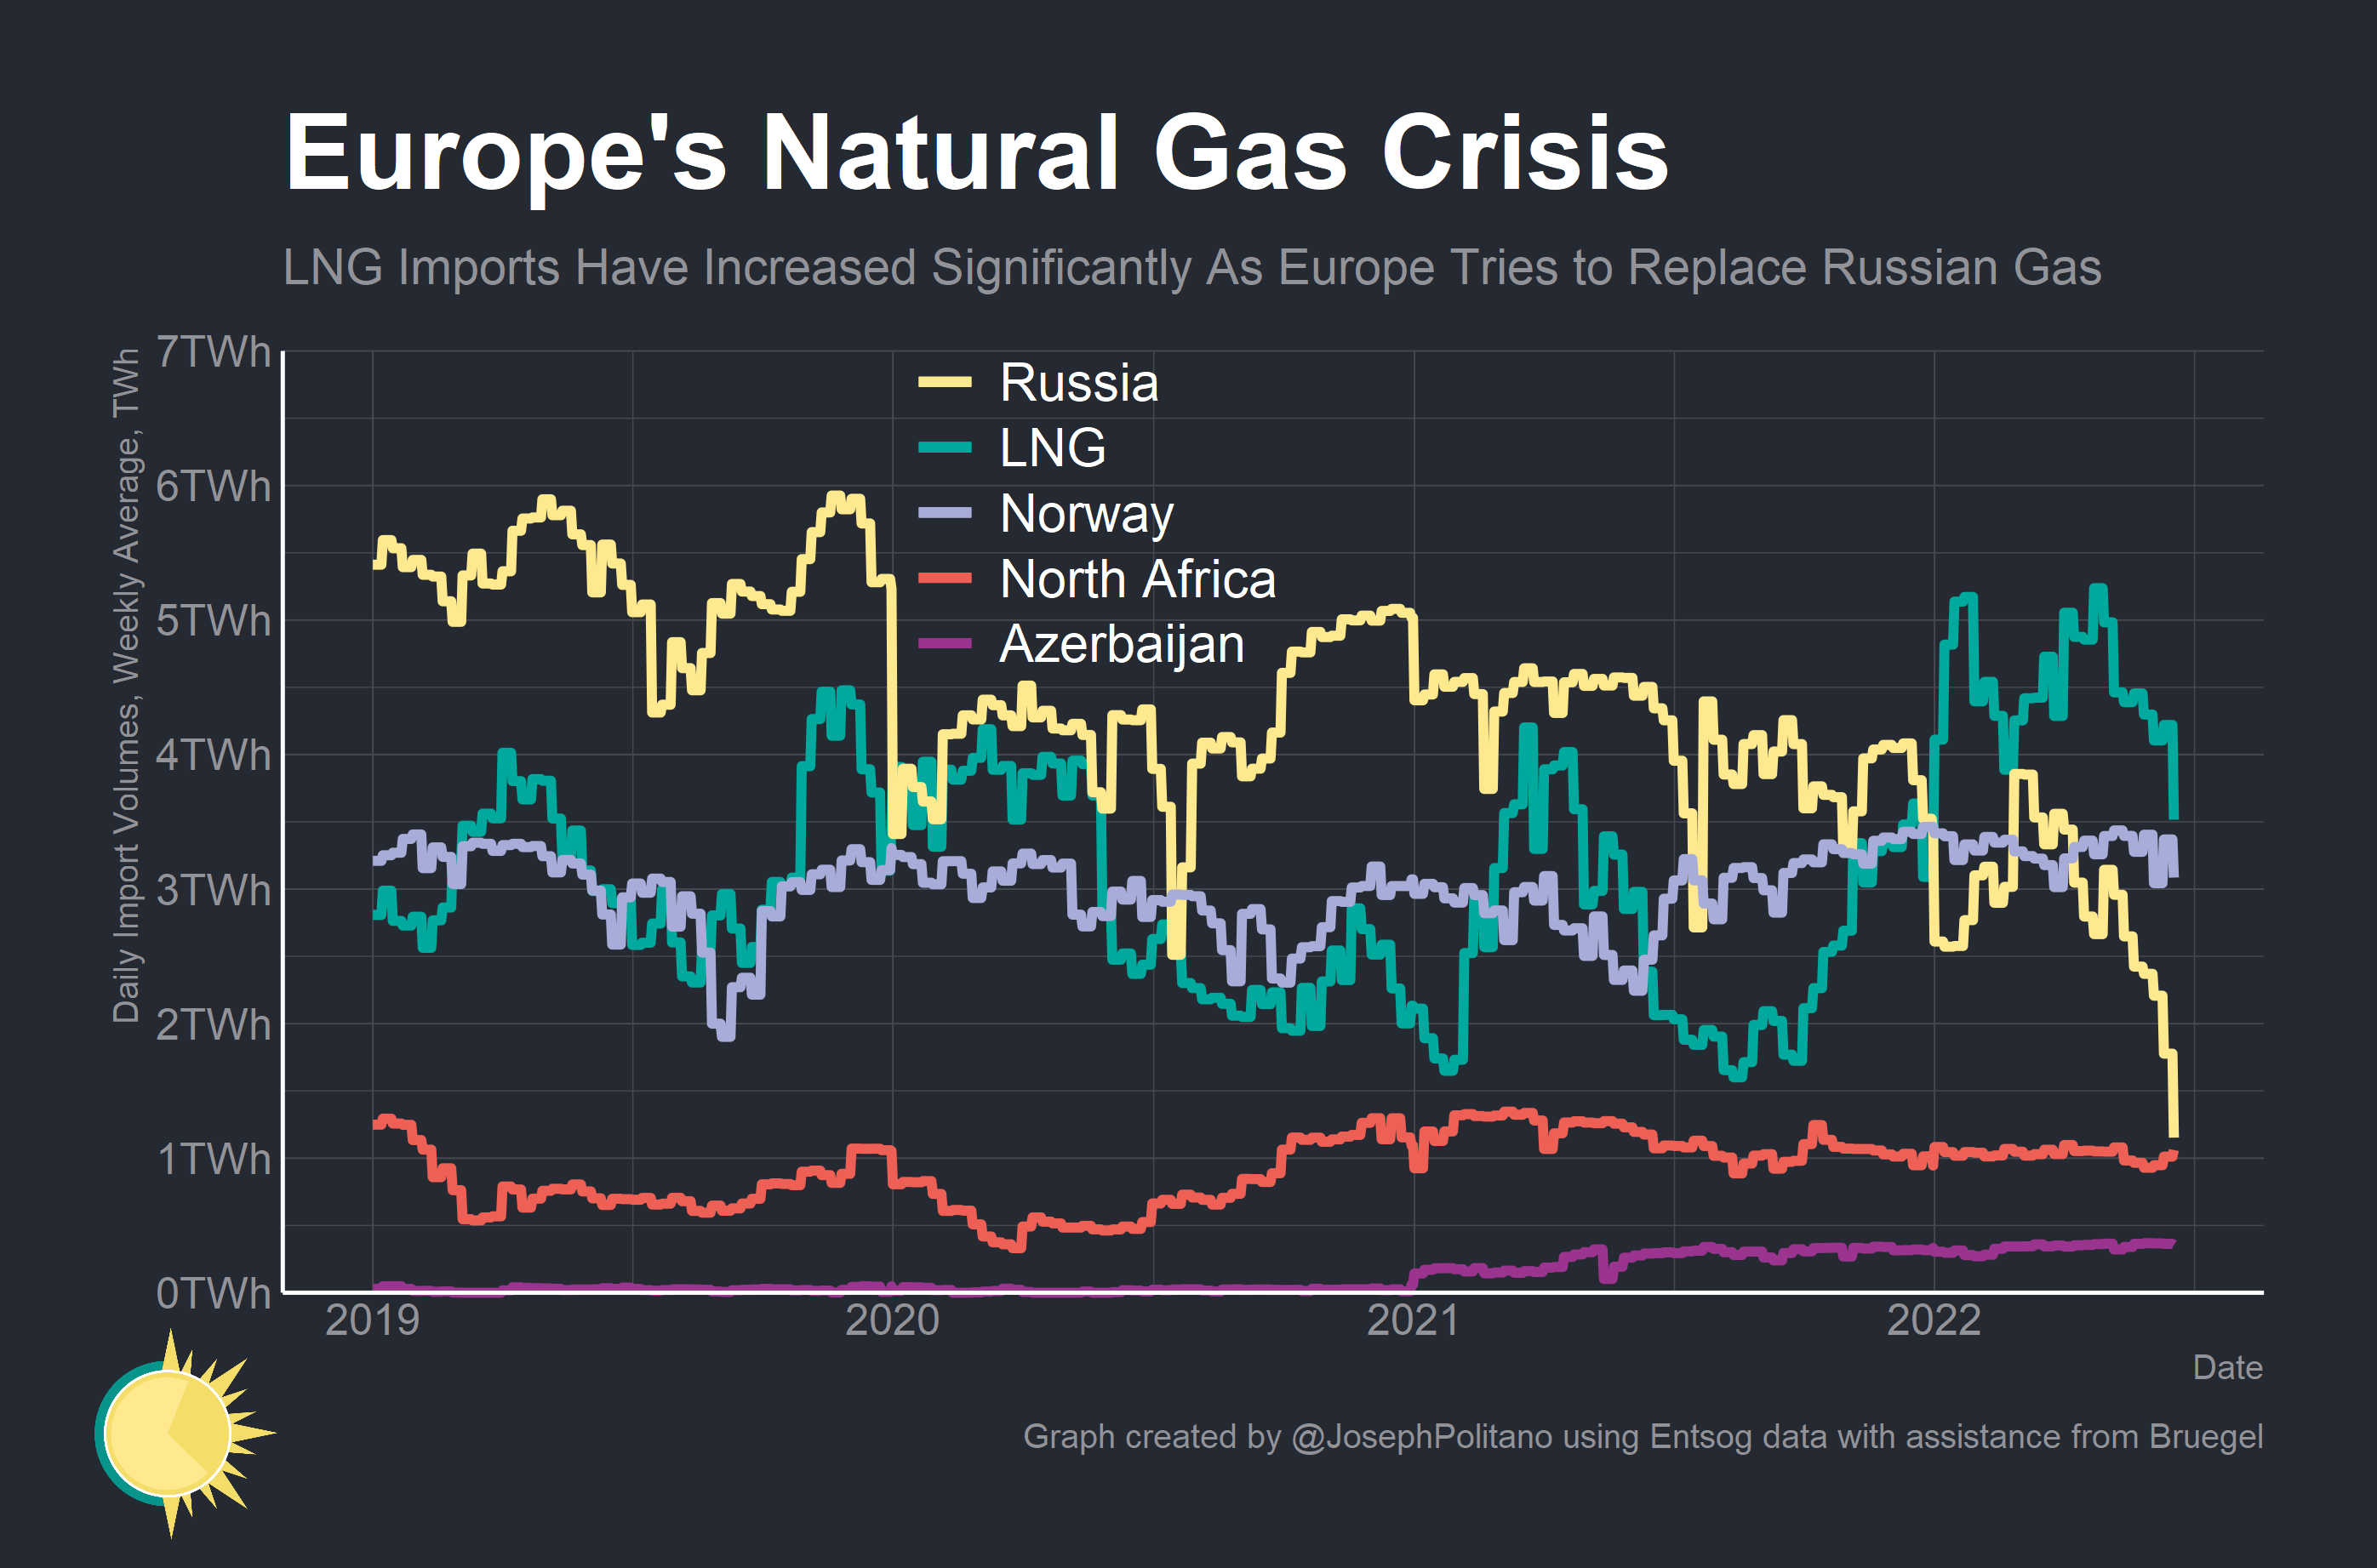 Europe's Natural Gas Crisis
LNG Imports Have Increased Significantly As Europe Tries to Replace Russian Gas
Daily Import Volumes, Weekly Average, TWh
7TWh
6TWh
5TWh
4TWh
3TWh
2TWh
1TWh
0TWh
Russia
LNG
Norway
North Africa
Azerbaijan
2019
2020
2021
2022
Date
Graph created by @JosephPolitano using Entsog data with assistance from Bruegel